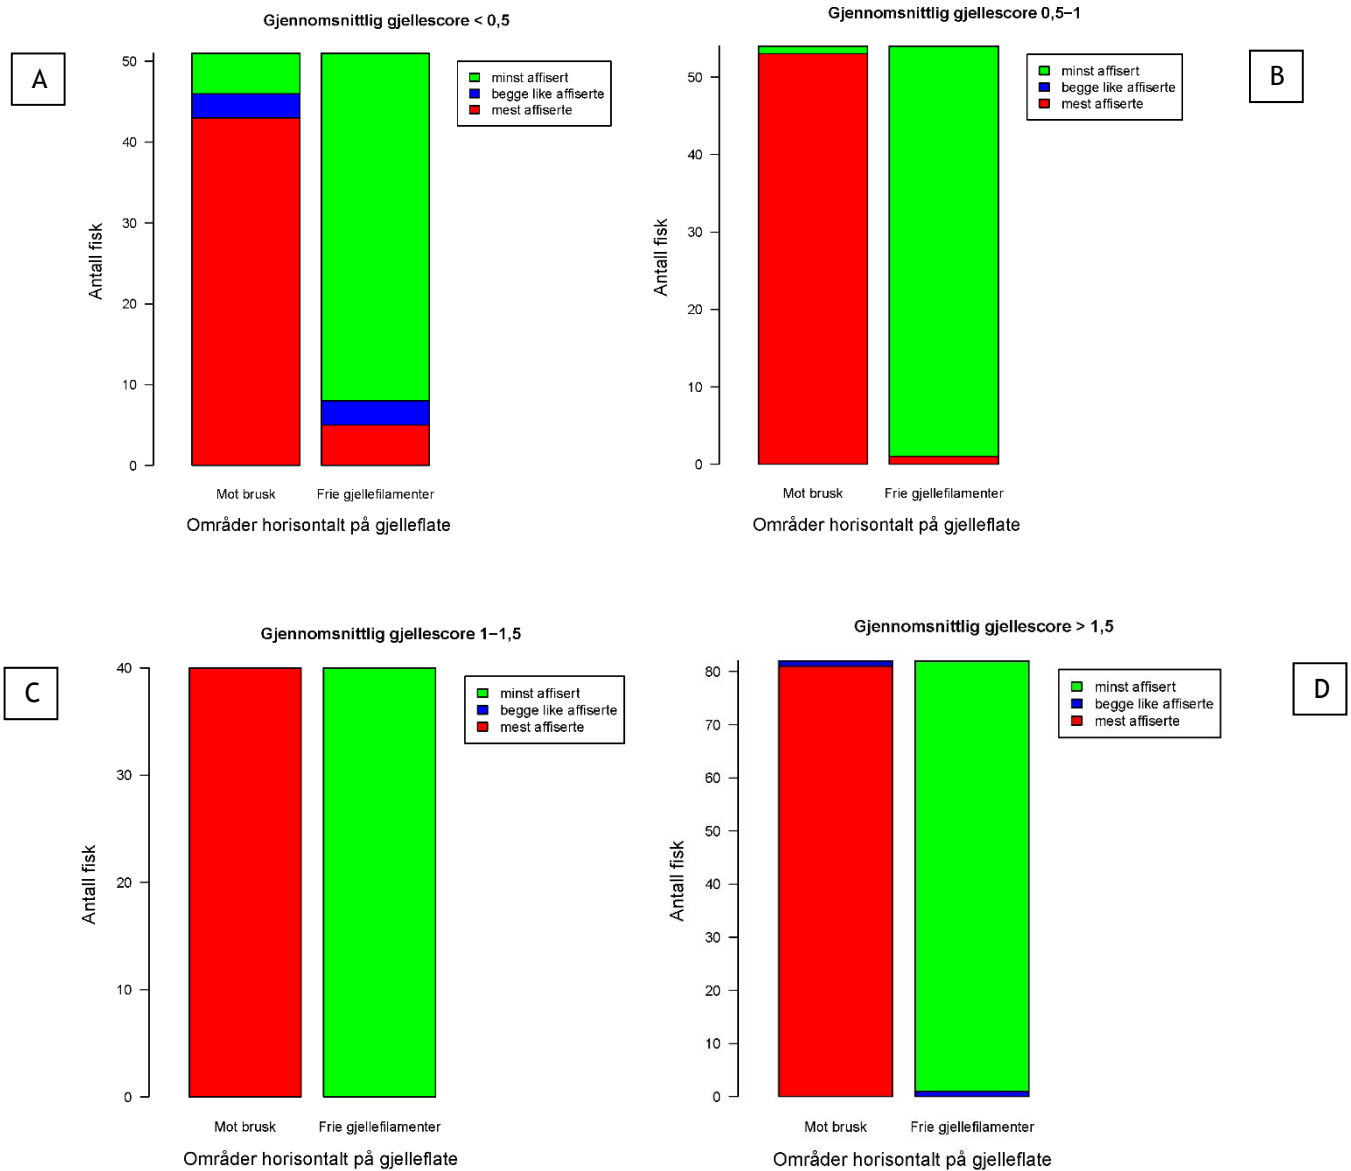 Gjennomsnittlig gjellescore < 0,5
A
50
40
30
20
10
0
Antall fisk
minst affisert
begge like affiserte
mest affiserte
Mot brusk
Frie gjellefilamenter
Områder horisontalt på gjelleflate
Gjennomsnittlig gjellescore 0,5−1
B
50
40
30
20
10
0
Antall fisk
minst affisert
begge like affiserte
mest affiserte
Mot brusk
Frie gjellefilamenter
Områder horisontalt på gjelleflate
Gjennomsnittlig gjellescore 1−1,5
C
40
30
20
10
0
Antall fisk
minst affisert
begge like affiserte
mest affiserte
Mot brusk
Frie gjellefilamenter
Områder horisontalt på gjelleflate
Gjennomsnittlig gjellescore > 1,5
D
80
70
60
50
40
30
20
10
0
Antall fisk
minst affisert
begge like affiserte
mest affiserte
Mot brusk
Frie gjellefilamenter
Områder horisontalt på gjelleflate